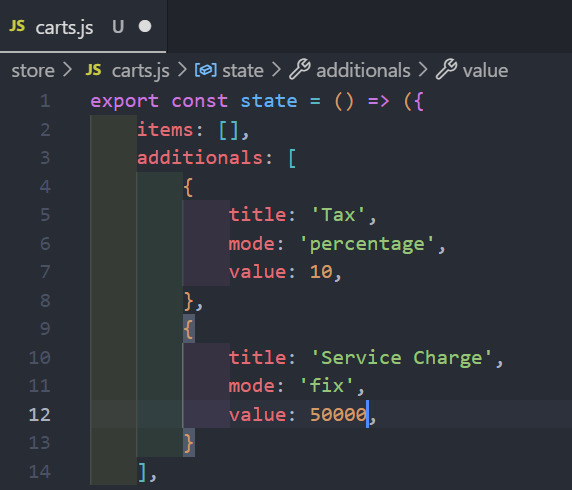 JS carts.js U
store > JS carts.js > state > additionals > value
1 export const state = () => ({
2 items: [],
3 additionals: [
4 {
5 title: 'Tax',
6 mode: 'percentage',
7 value: 10,
8 },
9 {
10 title: 'Service Charge',
11 mode: 'fix',
12 value: 50000,
13 }
14 ],